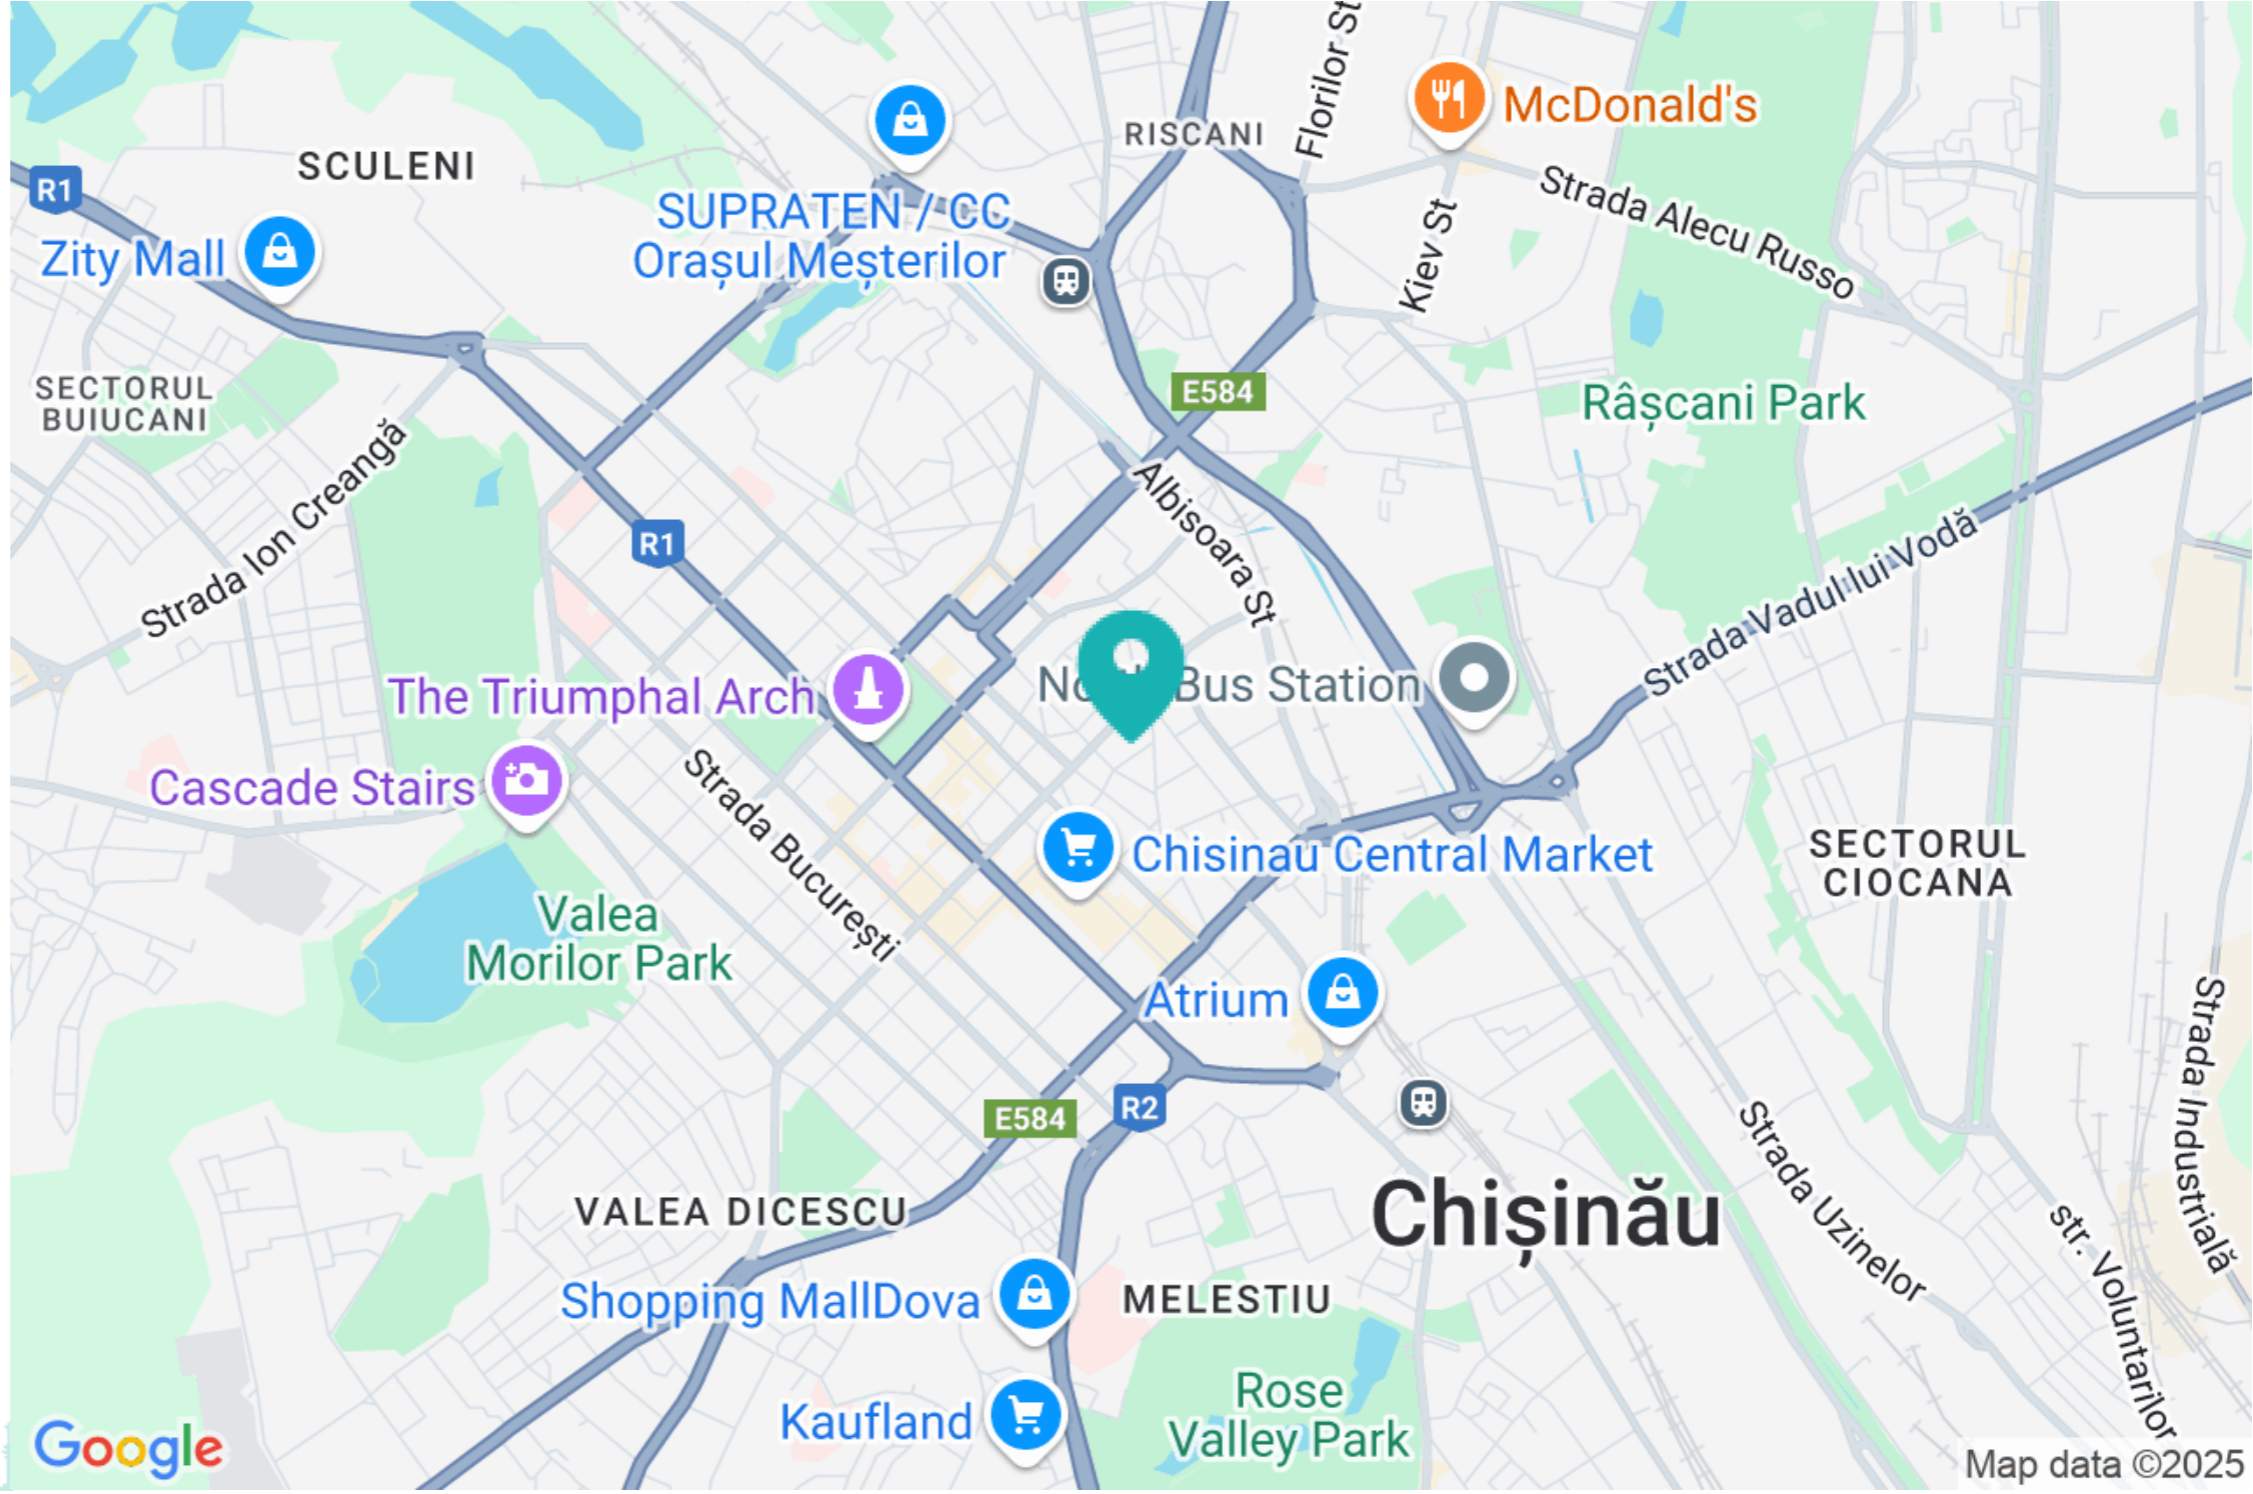 Florilor St
McDonald's
RISCANI
SCULENI
R1
SUPRATEN / CC
Orașul Meșterilor
Zity Mall
Strada Alecu Russo
Kiev St
SECTORUL
BUIUCANI
E584
Râșcani Park
Strada Ion Creangă
R1
Albisoara St
Strada Vadul lui Vodă
Bus Station
The Triumphal Arch
Cascade Stairs
Strada București
Chisinau Central Market
SECTORUL
CIOCANA
Valea
Morilor Park
Atrium
Strada Industrială
E584
R2
Strada Uzinelor
VALEA DICESCU
Chișinău
str. Voluntarilor
Shopping MallDova
MELESTIU
Rose
Valley Park
Kaufland
Google
Map data ©2025